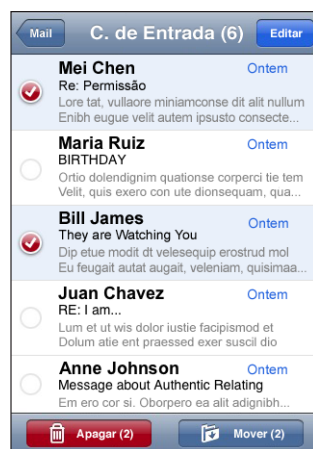 Mail
C. de Entrada (6)
Editar
Mei Chen Ontem
Re: Permissão
Lore tat, vullaore miniamconse dit alit nullum
Enibh eugue velit autem ipsusto consecte...
Maria Ruiz Ontem
BIRTHDAY
Ortio dolendignim quationse corperci tie tem
Velit, quis exero con ute dionsequam, qua...
Bill James Ontem
They are Watching You
Dip etue modit dt velesequip erostrud mol
Eu feugait autat augait, veleniam, quisimaa...
Juan Chavez Ontem
RE: I am...
Lum et ut wis dolor iustie facipismod et
Dolum atie ent praessed exer suscil dio
Anne Johnson Ontem
Message about Authentic Relating
Em ero cor si. Oborpero ea alit adignibh...
Apagar (2)
Mover (2)